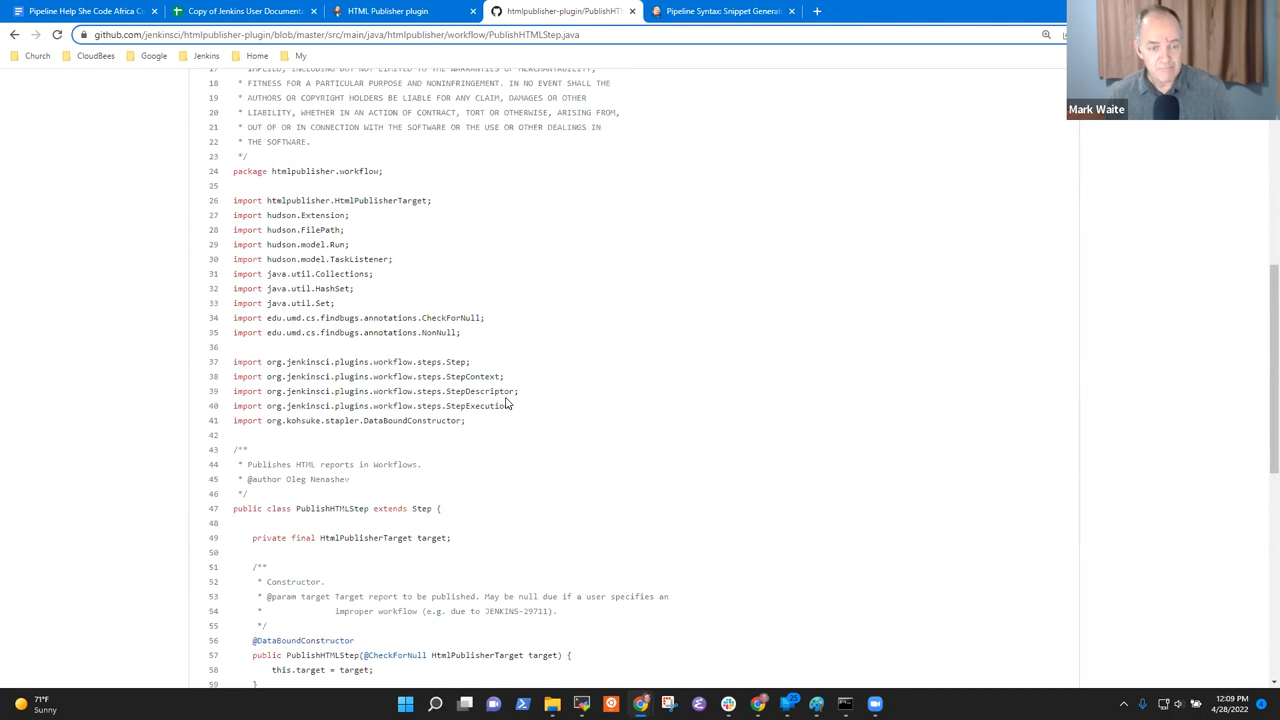 Pipeline Help She Code Africa C
Copy of Jenkins User Documenta
HTML Publisher plugin
htmlpublisher-plugin/PublishHTM
Pipeline Syntax: Snippet Generat
github.com/jenkinsci/htmlpublisher-plugin/blob/master/src/main/java/htmlpublisher/workflow/PublishHTMLStep.java
Church
CloudBees
Google
Jenkins
Home
My
Mark Waite
17 * IMPLIED, INCLUDING BUT NOT LIMITED TO THE WARRANTIES OF MERCHANTABILITY,
18 * FITNESS FOR A PARTICULAR PURPOSE AND NONINFRINGEMENT. IN NO EVENT SHALL THE
19 * AUTHORS OR COPYRIGHT HOLDERS BE LIABLE FOR ANY CLAIM, DAMAGES OR OTHER
20 * LIABILITY, WHETHER IN AN ACTION OF CONTRACT, TORT OR OTHERWISE, ARISING FROM,
21 * OUT OF OR IN CONNECTION WITH THE SOFTWARE OR THE USE OR OTHER DEALINGS IN
22 * THE SOFTWARE.
23 */
24 package htmlpublisher.workflow;
25
26 import htmlpublisher.HtmlPublisherTarget;
27 import hudson.Extension;
28 import hudson.FilePath;
29 import hudson.model.Run;
30 import hudson.model.TaskListener;
31 import java.util.Collections;
32 import java.util.HashSet;
33 import java.util.Set;
34 import edu.umd.cs.findbugs.annotations.CheckForNull;
35 import edu.umd.cs.findbugs.annotations.NonNull;
36
37 import org.jenkinsci.plugins.workflow.steps.Step;
38 import org.jenkinsci.plugins.workflow.steps.StepContext;
39 import org.jenkinsci.plugins.workflow.steps.StepDescriptor;
40 import org.jenkinsci.plugins.workflow.steps.StepExecution;
41 import org.kohsuke.stapler.DataBoundConstructor;
42
43 /**
44 * Publishes HTML reports in Workflows.
45 * @author Oleg Nenashev
46 */
47 public class PublishHTMLStep extends Step {
48
49 private final HtmlPublisherTarget target;
50
51 /**
52 * Constructor.
53 * @param target Target report to be published. May be null due if a user specifies an
54 * improper workflow (e.g. due to JENKINS-29711).
55 */
56 @DataBoundConstructor
57 public PublishHTMLStep(@CheckForNull HtmlPublisherTarget target) {
58 this.target = target;
59 }
71°F
Sunny
25
12:09 PM
4/28/2022